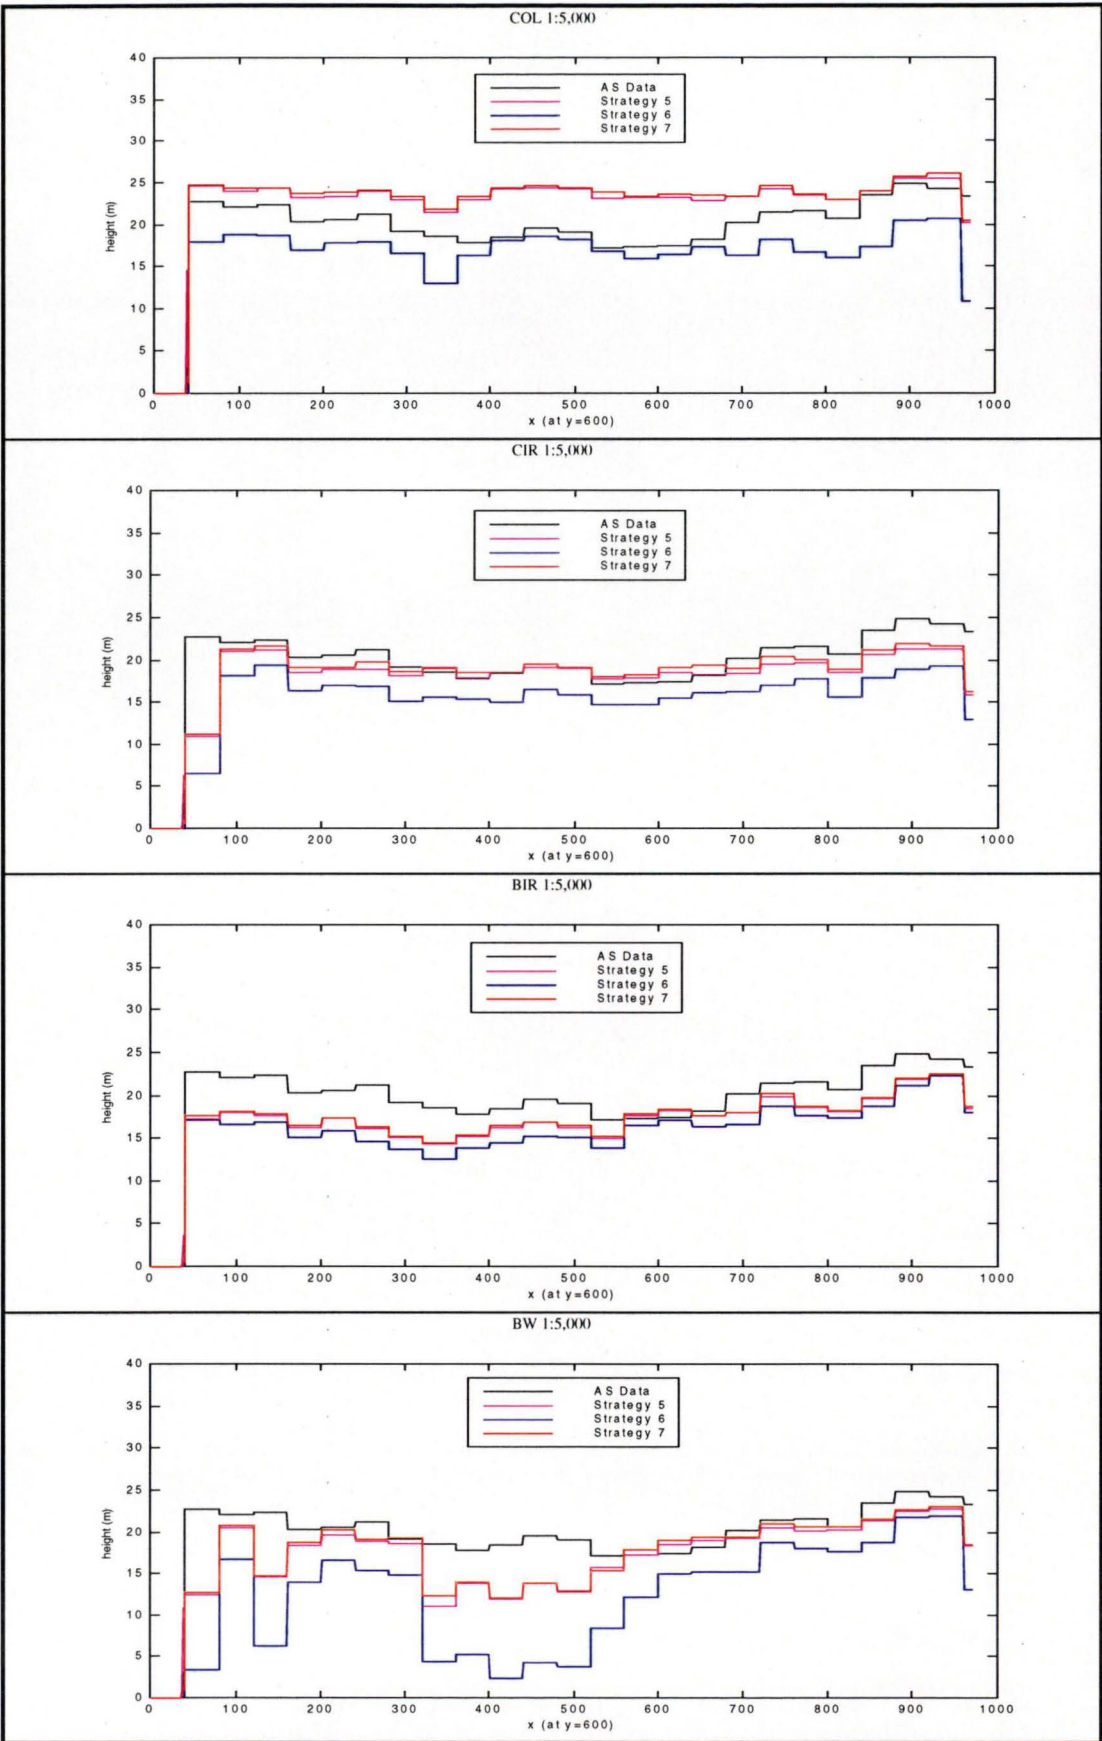 COL 1:5,000
40
35
30
25
20
15
10
5
0
height (m)
AS Data
Strategy 5
Strategy 6
Strategy 7
0 100 200 300 400 500 600 700 800 900 1000
x (at y=600)
CIR 1:5,000
40
35
30
25
20
15
10
5
0
height (m)
AS Data
Strategy 5
Strategy 6
Strategy 7
0 100 200 300 400 500 600 700 800 900 1000
x (at y=600)
BIR 1:5,000
40
35
30
25
20
15
10
5
0
height (m)
AS Data
Strategy 5
Strategy 6
Strategy 7
0 100 200 300 400 500 600 700 800 900 1000
x (at y=600)
BW 1:5,000
40
35
30
25
20
15
10
5
0
height (m)
AS Data
Strategy 5
Strategy 6
Strategy 7
0 100 200 300 400 500 600 700 800 900 1000
x (at y=600)